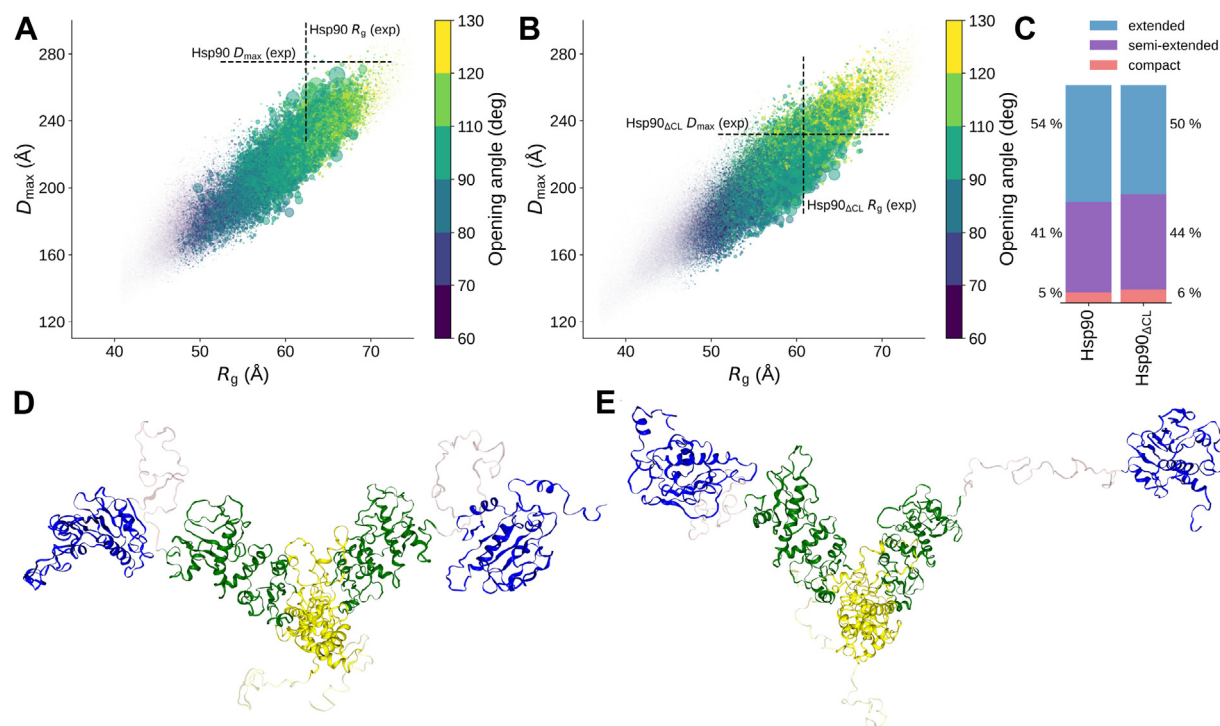 A
Hsp90 Rg (exp)
Hsp90 Dmax (exp)
Dmax (Å)
280
240
200
160
120
40
50
60
70
Rg (Å)
130
120
110
90
80
70
60
Opening angle (deg)
B
Hsp90ΔCL Dmax (exp)
Hsp90ΔCL Rg (exp)
Dmax (Å)
280
240
200
160
120
40
50
60
70
Rg (Å)
130
120
110
90
80
70
60
Opening angle (deg)
C
extended
semi-extended
compact
54 %
50 %
41 %
44 %
5 %
6 %
Hsp90
Hsp90ΔCL
D
E